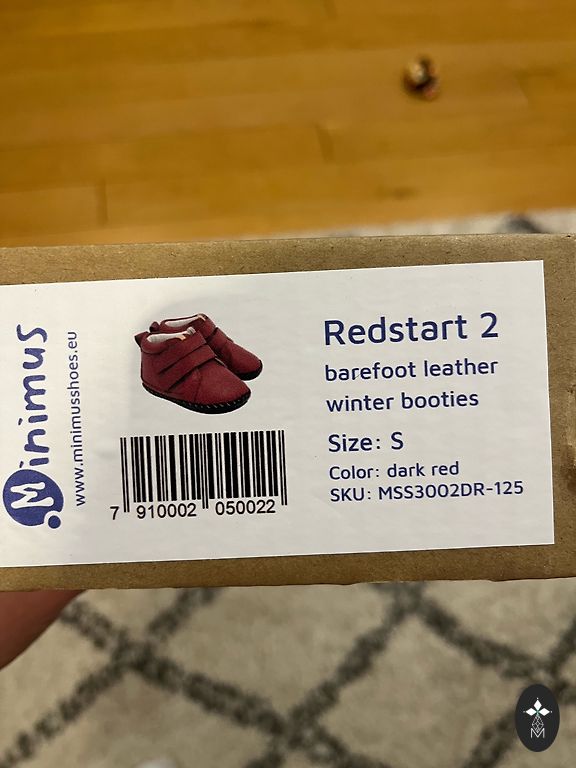 Minimus
www.minimusshoes.eu
Redstart 2
barefoot leather
winter booties
Size: S
Color: dark red
SKU: MSS3002DR-125
7 910002 050022
M